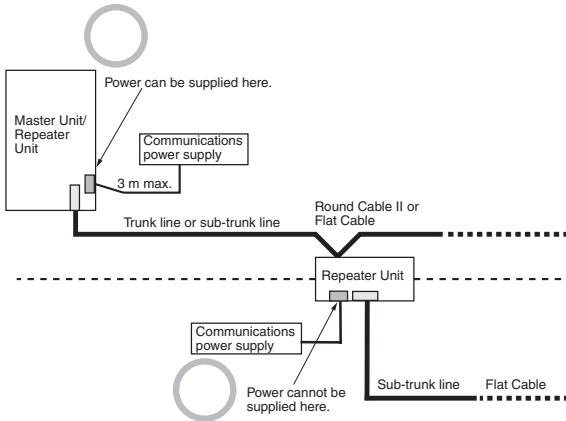 Power can be supplied here.
Master Unit/
Repeater
Unit
Communications
power supply
3 m max.
Round Cable II or
Flat Cable
Trunk line or sub-trunk line
Repeater Unit
Communications
power supply
Power cannot be
supplied here.
Sub-trunk line
Flat Cable